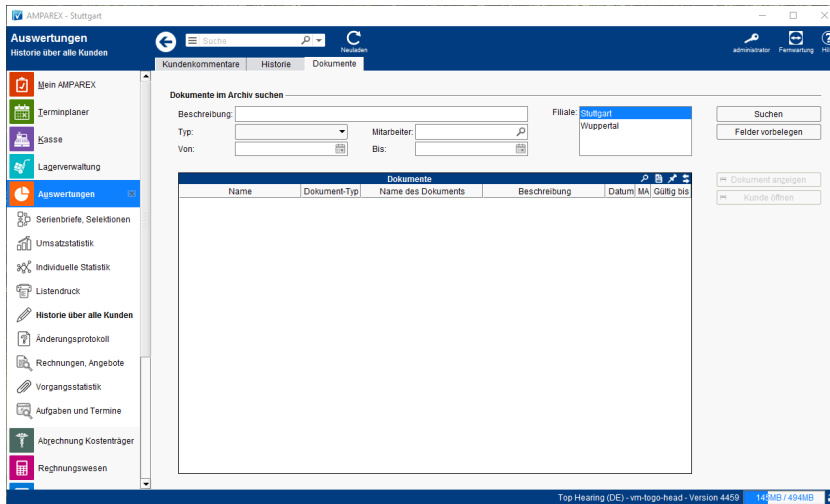 AMPAREX - Stuttgart
Auswertungen
Historie über alle Kunden
Suche
Neuladen
administrator
Fernwartung
Kundenkommentare
Historie
Dokumente
Mein AMPAREX
Terminplaner
Kasse
Lagerverwaltung
Auswertungen
Serienbriefe, Selektionen
Umsatzstatistik
Individuelle Statistik
Listendruck
Historie über alle Kunden
Änderungsprotokoll
Rechnungen, Angebote
Vorgangsstatistik
Aufgaben und Termine
Abrechnung Kostenträger
Rechnungswesen
Dokumente im Archiv suchen
Beschreibung:
Filiale:
Stuttgart
Wuppertal
Typ:
Mitarbeiter:
Von:
Bis:
Suchen
Felder vorbelegen
Dokumente
Name
Dokument-Typ
Name des Dokuments
Beschreibung
Datum
MA
Gültig bis
Dokument anzeigen
Kunde öffnen
Top Hearing (DE) - vm-togo-head - Version 4459
145MB / 494MB